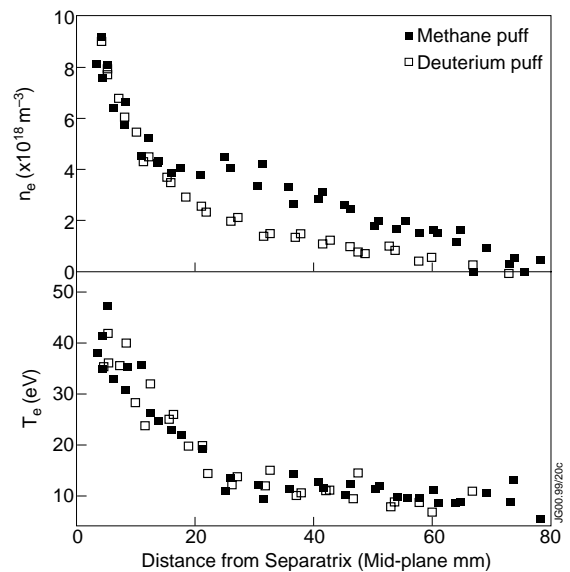 10
8
6
4
2
0
n_e (x10^18 m^-3)
Methane puff
Deuterium puff
50
40
30
20
10
T_e (eV)
0 20 40 60 80
Distance from Separatrix (Mid-plane mm)
JG00.99/20c